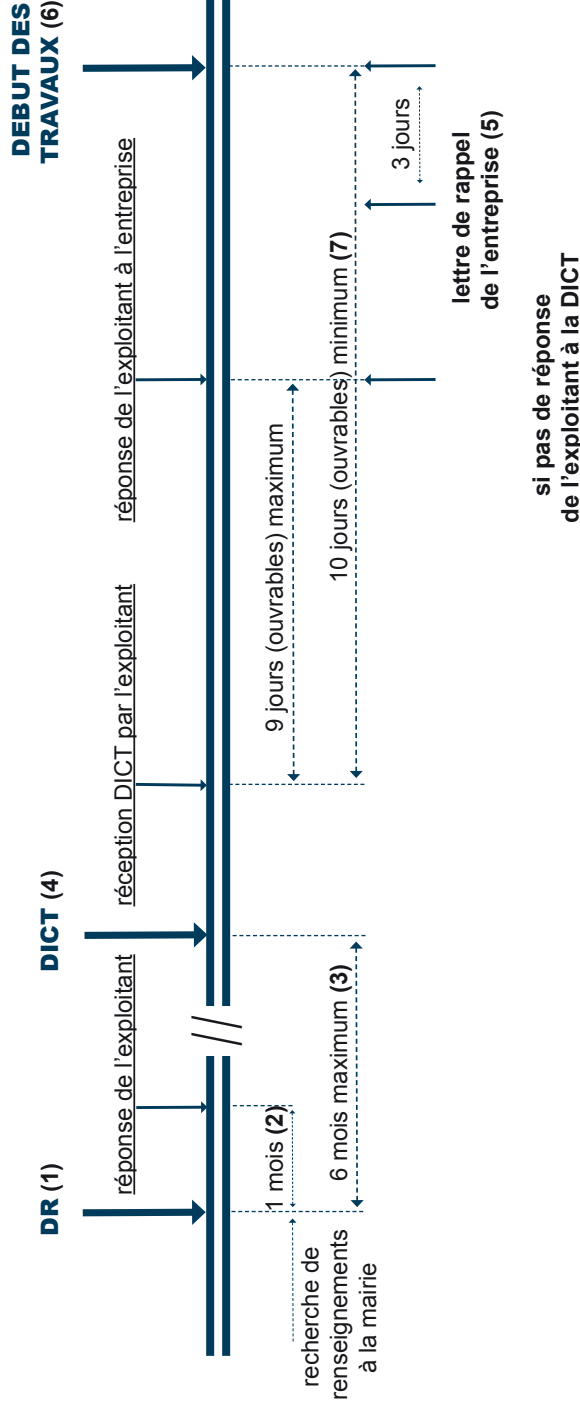 DR (1)
DICT (4)
DEBUT DES
TRAVAUX (6)
réponse de l'exploitant
réception DICT par l'exploitant
réponse de l'exploitant à l'entreprise
recherche de
renseignements
à la mairie
1 mois (2)
6 mois maximum (3)
9 jours (ouvrables) maximum
10 jours (ouvrables) minimum (7)
3 jours
lettre de rappel
de l'entreprise (5)
si pas de réponse
de l'exploitant à la DICT